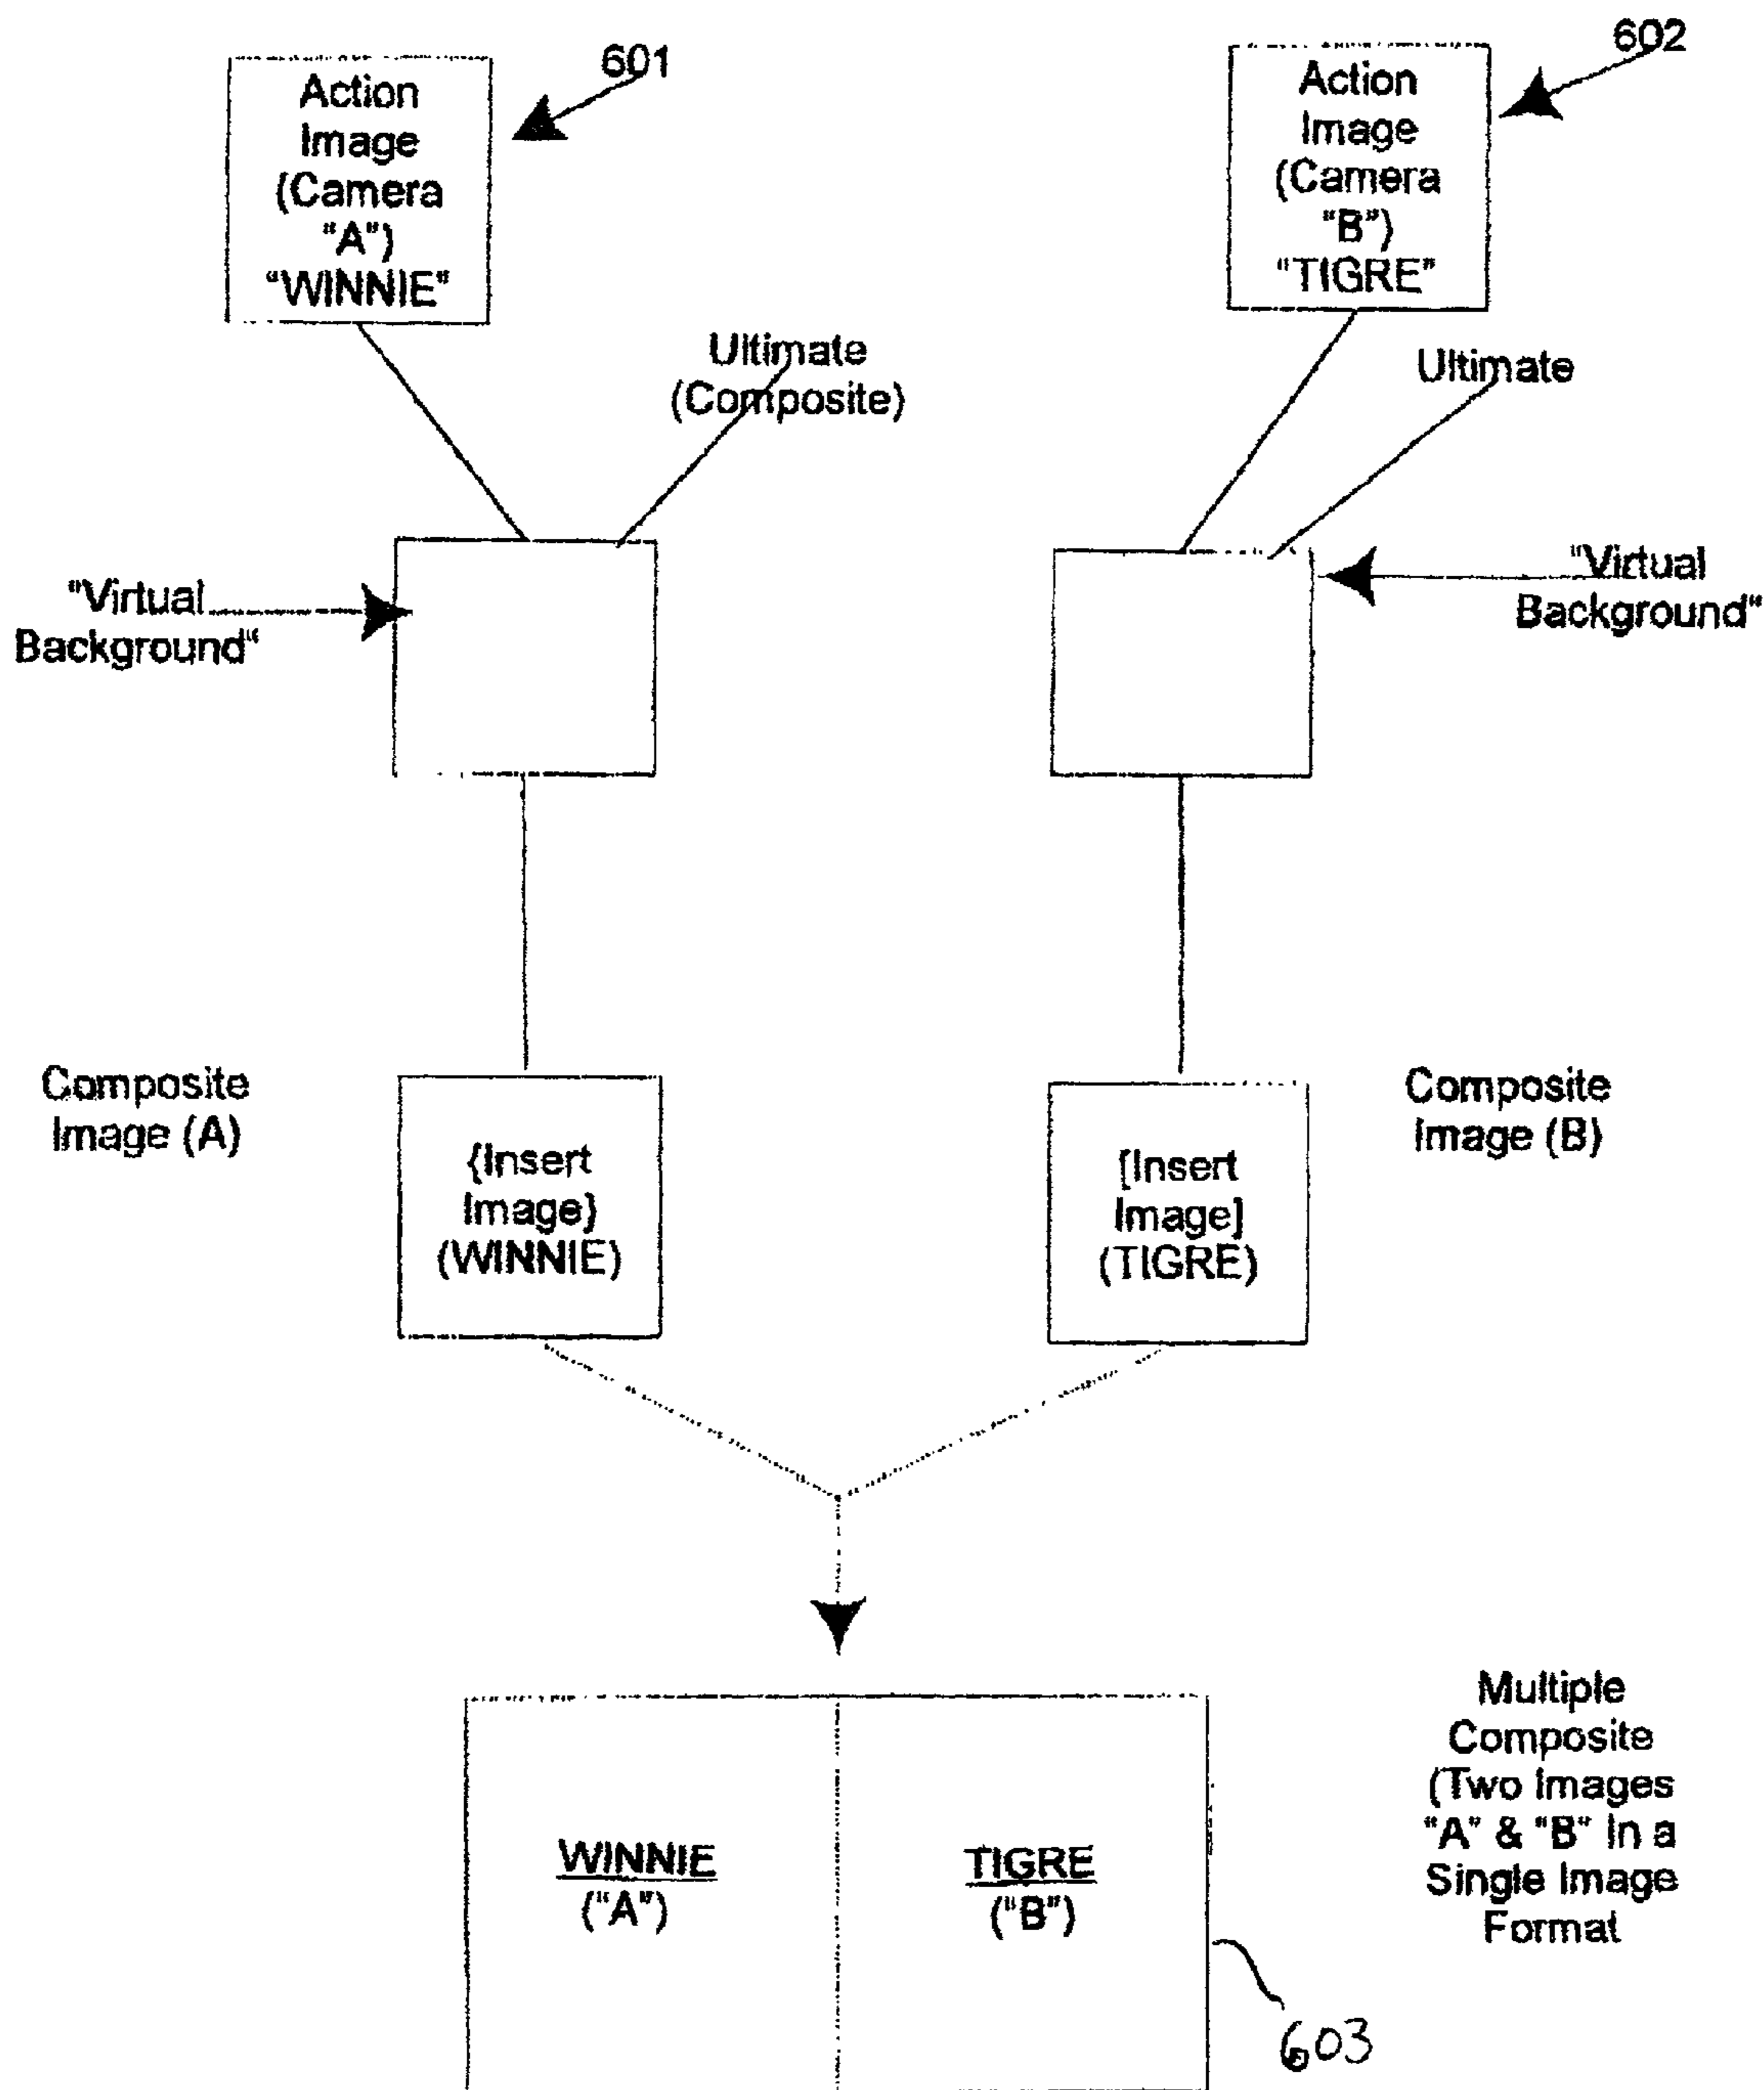 601
Action
Image
(Camera
"A")
"WINNIE"
602
Action
Image
(Camera
"B")
"TIGRE"
Ultimate
(Composite)
Ultimate
"Virtual
Background"
"Virtual
Background"
Composite
Image (A)
{Insert
Image}
(WINNIE)
[Insert
Image]
(TIGRE)
Composite
Image (B)
WINNIE
("A")
TIGRE
("B")
Multiple
Composite
(Two Images
"A" & "B" In a
Single Image
Format
603